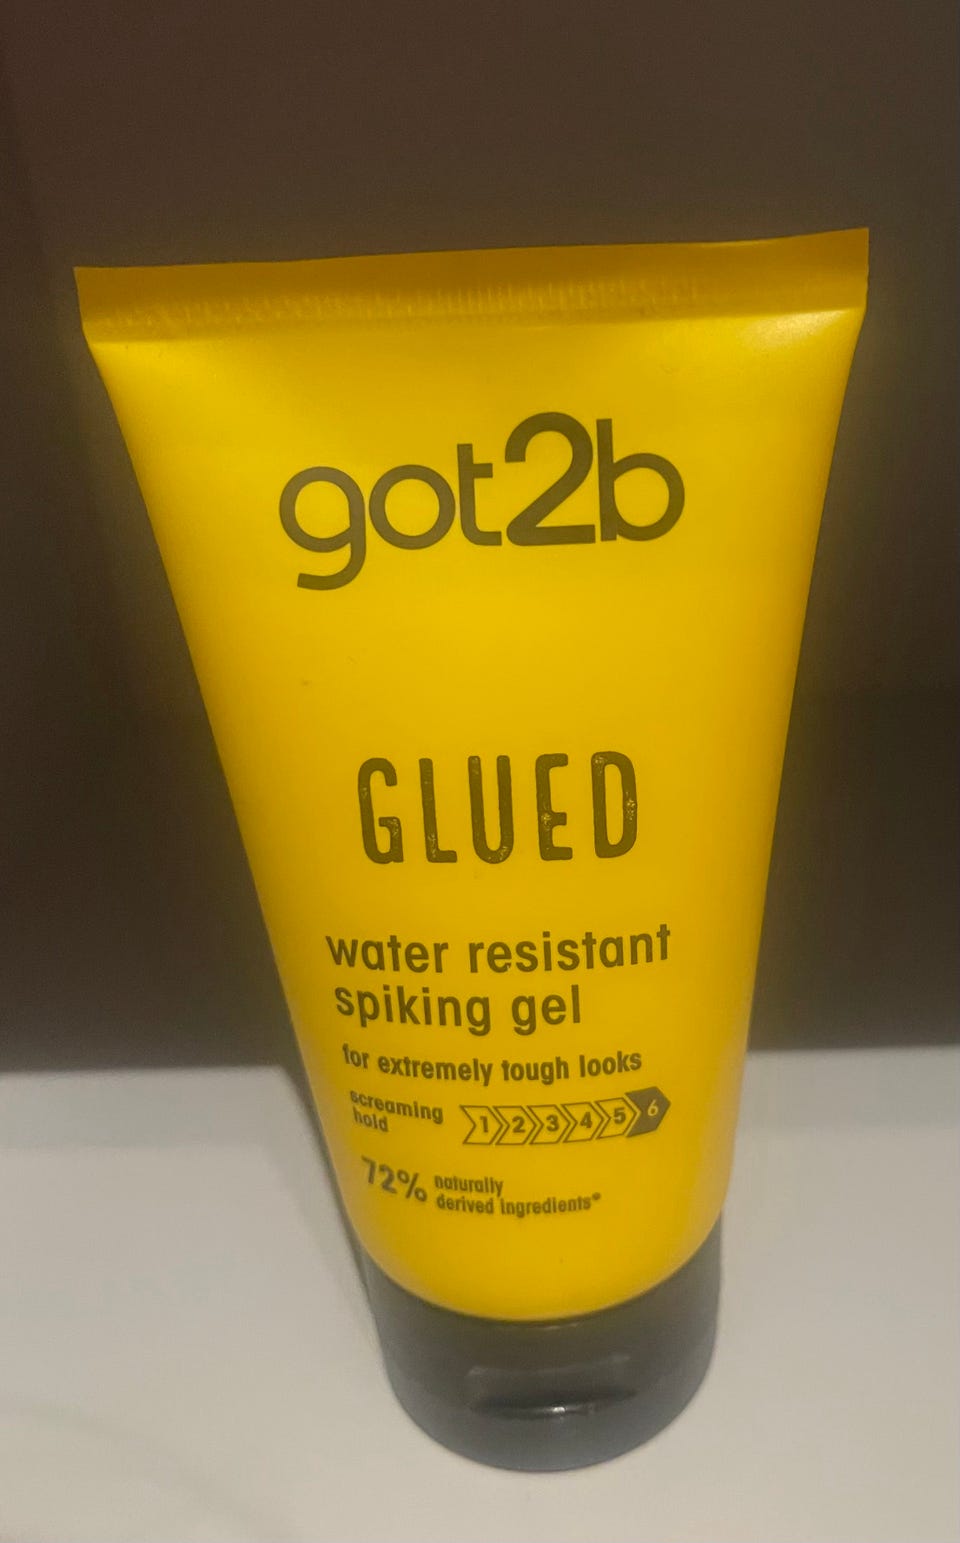 got2b
GLUED
water resistant
spiking gel
for extremely tough looks
screaming
hold
1 2 3 4 5 6
72% naturally
derived ingredients*